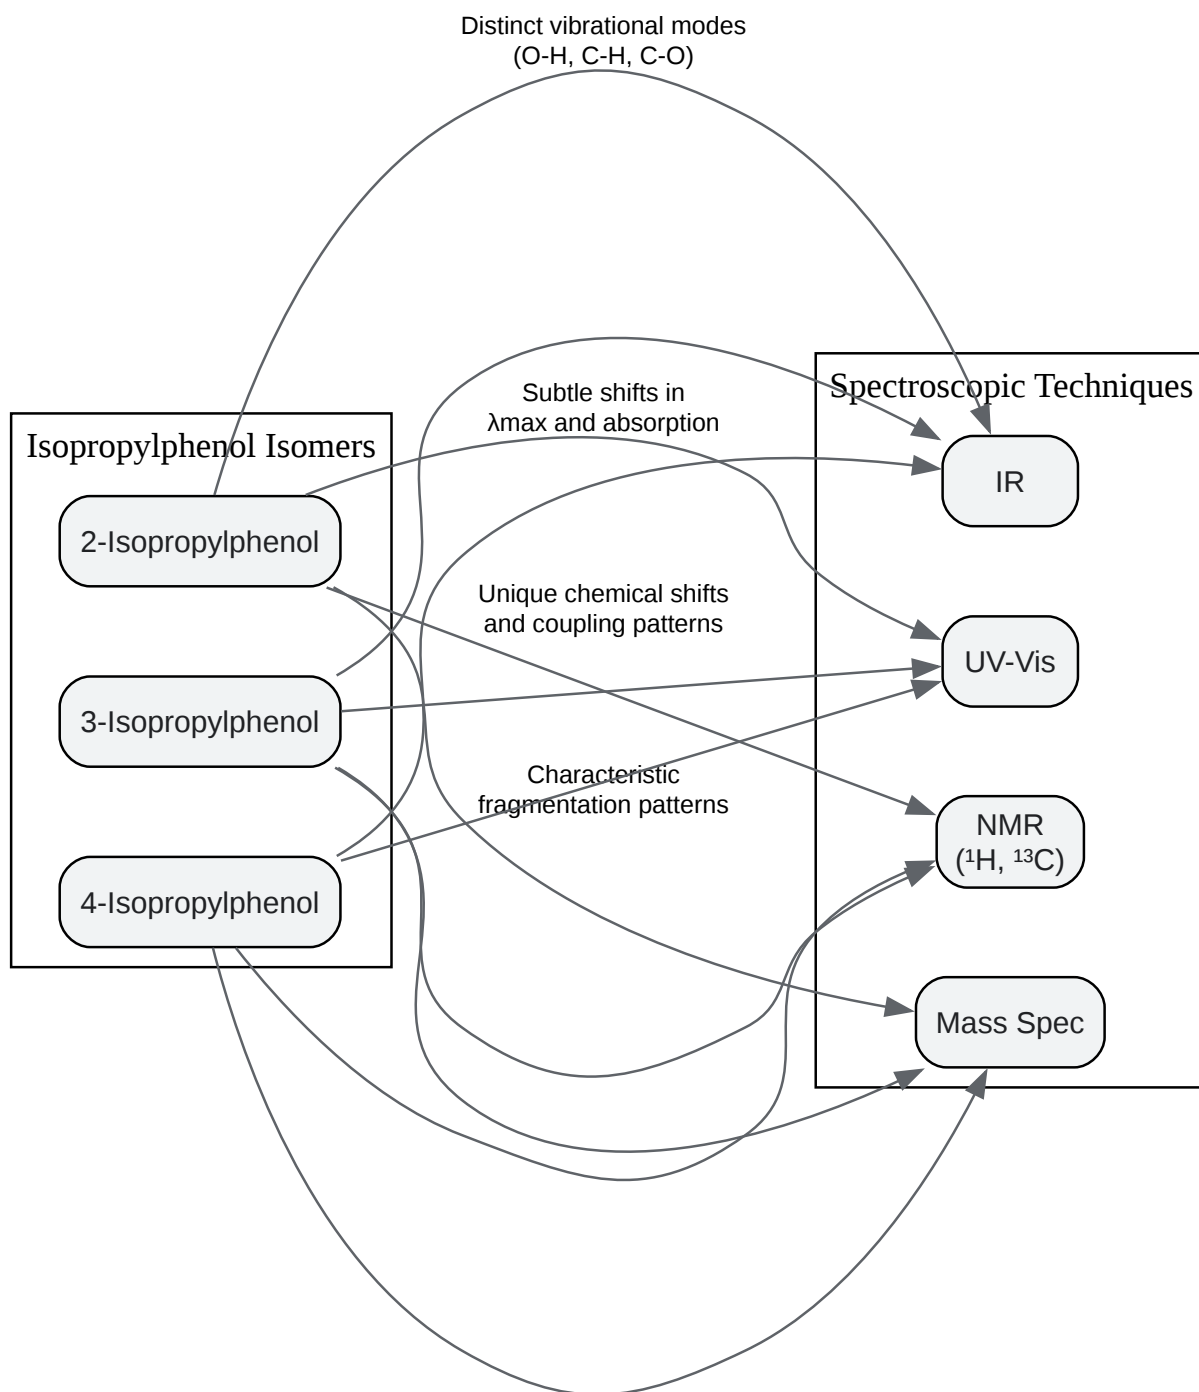 Distinct vibrational modes
(O-H, C-H, C-O)
Spectroscopic Techniques
Subtle shifts in
λmax and absorption
Isopropylphenol Isomers
IR
2-Isopropylphenol
Unique chemical shifts
and coupling patterns
UV-Vis
3-Isopropylphenol
Characteristic
fragmentation patterns
NMR
(¹H, ¹³C)
4-Isopropylphenol
Mass Spec